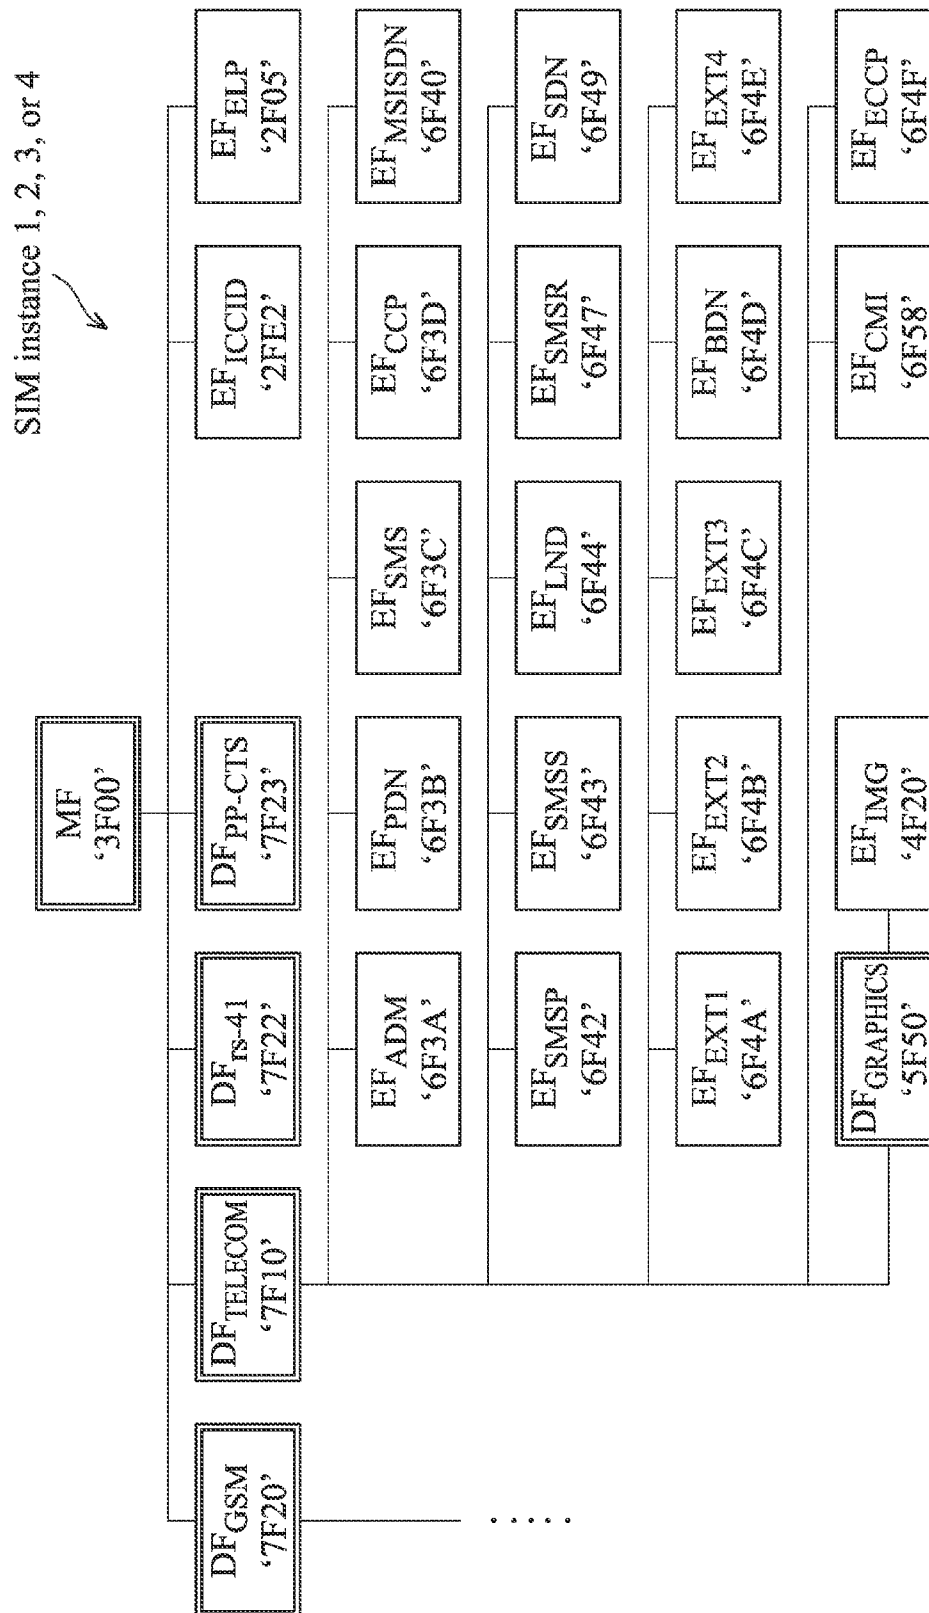 SIM instance 1, 2, 3, or 4
MF
‘3F00’
DFGSM
‘7F20’
DFTELECOM
‘7F10’
DFrs-41
‘7F22’
DFPP-CTS
‘7F23’
EFICCID
‘2FE2’
EFELP
‘2F05’
EFADM
‘6F3A’
EFPDN
‘6F3B’
EFSMS
‘6F3C’
EFCCP
‘6F3D’
EFMSISDN
‘6F40’
EFSMSP
‘6F42’
EFSMSS
‘6F43’
EFLND
‘6F44’
EFSMSR
‘6F47’
EFSDN
‘6F49’
EFEXT1
‘6F4A’
EFEXT2
‘6F4B’
EFEXT3
‘6F4C’
EFBDN
‘6F4D’
EFEXT4
‘6F4E’
DFGRAPHICS
‘5F50’
EFIMG
‘4F20’
EFCMI
‘6F58’
EFECCP
‘6F4F’
.....